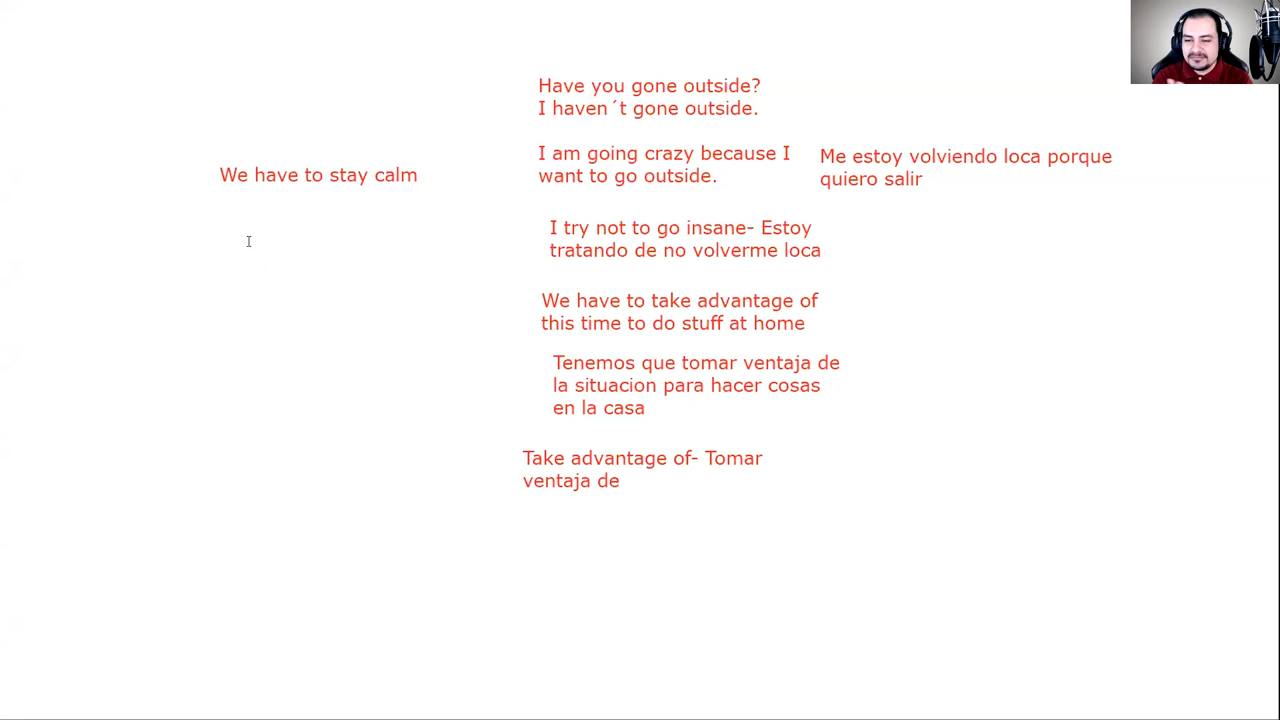 Have you gone outside?
I haven´t gone outside.
We have to stay calm
I am going crazy because I
want to go outside.
Me estoy volviendo loca porque
quiero salir
I try not to go insane- Estoy
tratando de no volverme loca
We have to take advantage of
this time to do stuff at home
Tenemos que tomar ventaja de
la situacion para hacer cosas
en la casa
Take advantage of- Tomar
ventaja de